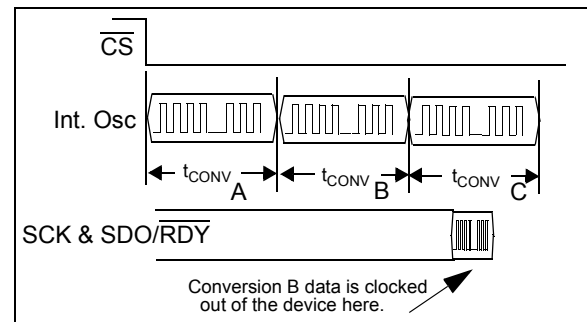 CS
Int. Osc
tCONV A tCONV B tCONV C
SCK & SDO/RDY
Conversion B data is clocked
out of the device here.